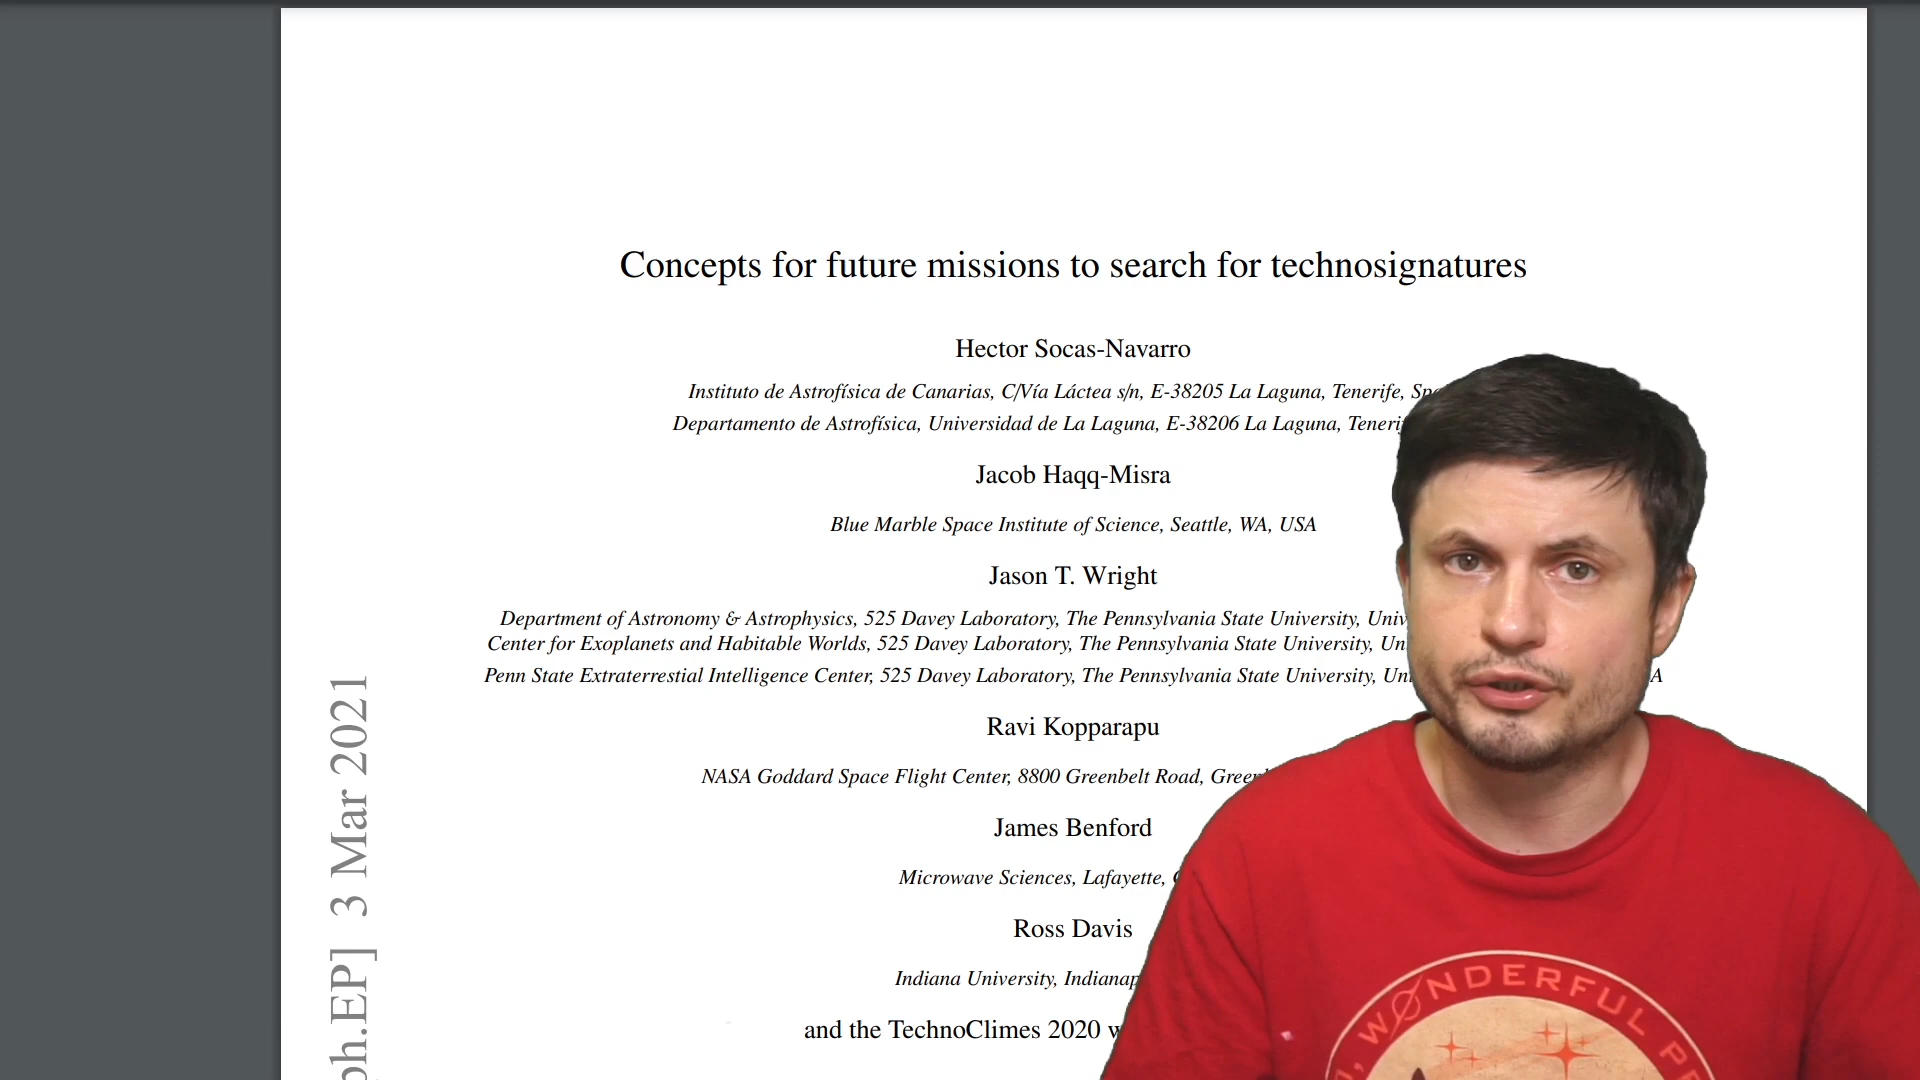 Concepts for future missions to search for technosignatures
Hector Socas-Navarro
Instituto de Astrofísica de Canarias, C/Vía Láctea s/n, E-38205 La Laguna, Tenerife,
Departamento de Astrofísica, Universidad de La Laguna, E-38206 La Laguna,
Jacob Haqq-Misra
Blue Marble Space Institute of Science, Seattle, WA, USA
Jason T. Wright
Department of Astronomy & Astrophysics, 525 Davey Laboratory, The Pennsylvania State University,
Center for Exoplanets and Habitable Worlds, 525 Davey Laboratory, The Pennsylvania State University,
Penn State Extraterrestial Intelligence Center, 525 Davey Laboratory, The Pennsylvania State University,
Ravi Kopparapu
NASA Goddard Space Flight Center, 8800 Greenbelt Road,
James Benford
Microwave Sciences, Lafayette,
Ross Davis
Indiana University,
and the TechnoClimes 2020
ph.EP] 3 Mar 2021
WONDERFUL